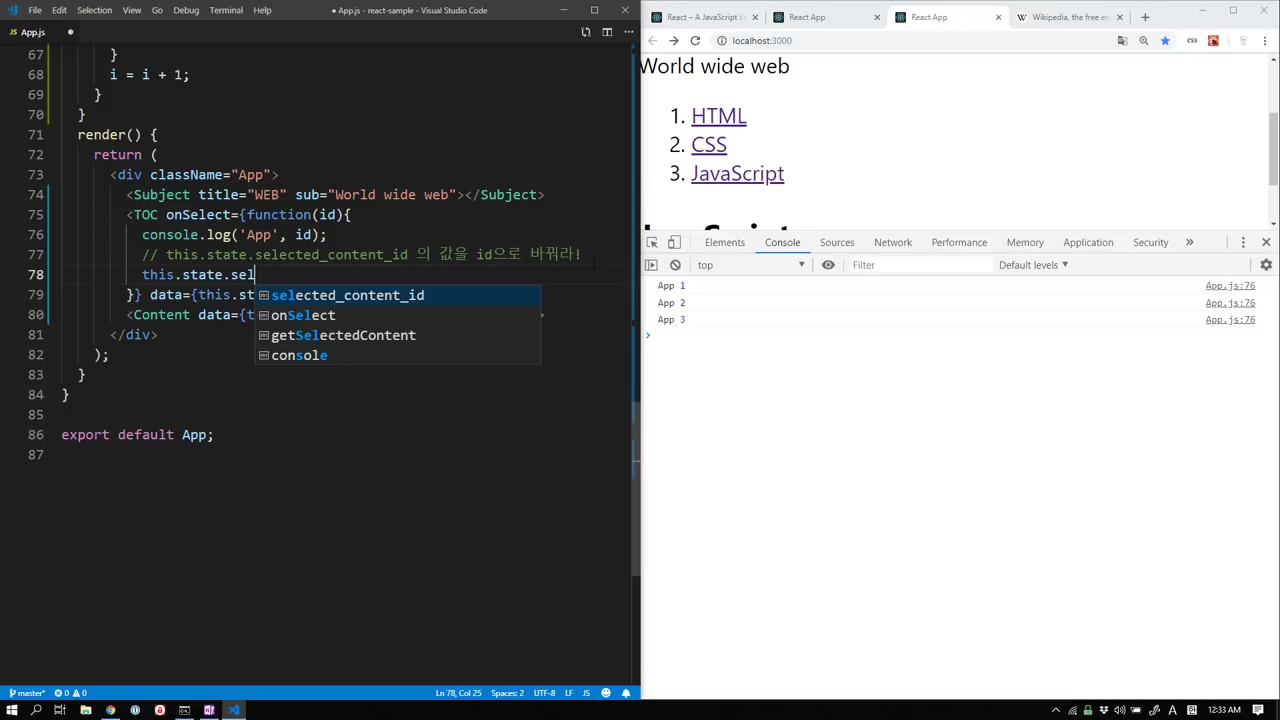 File Edit Selection View Go Debug Terminal Help ● App.js - react-sample - Visual Studio Code
JS App.js ●
67 }
68 i = i + 1;
69 }
70 }
71 render() {
72 return (
73 <div className="App">
74 <Subject title="WEB" sub="World wide web"></Subject>
75 <TOC onSelect={function(id){
76 console.log('App', id);
77 // this.state.selected_content_id 의 값을 id으로 바꿔라!
78 this.state.sel
79 }} data={this.st
80 <Content data={t
81 </div>
82 );
83 }
84 }
85
86 export default App;
87
selected_content_id
onSelect
getSelectedContent
console
master* 0 0
Ln 78, Col 25 Spaces: 2 UTF-8 LF JS
React – A JavaScript li
React App
React App
Wikipedia, the free en
localhost:3000
css
World wide web
1. HTML
2. CSS
3. JavaScript
Elements Console Sources Network Performance Memory Application Security »
top Filter Default levels
App 1 App.js:76
App 2 App.js:76
App 3 App.js:76
A 漢 12:33 AM